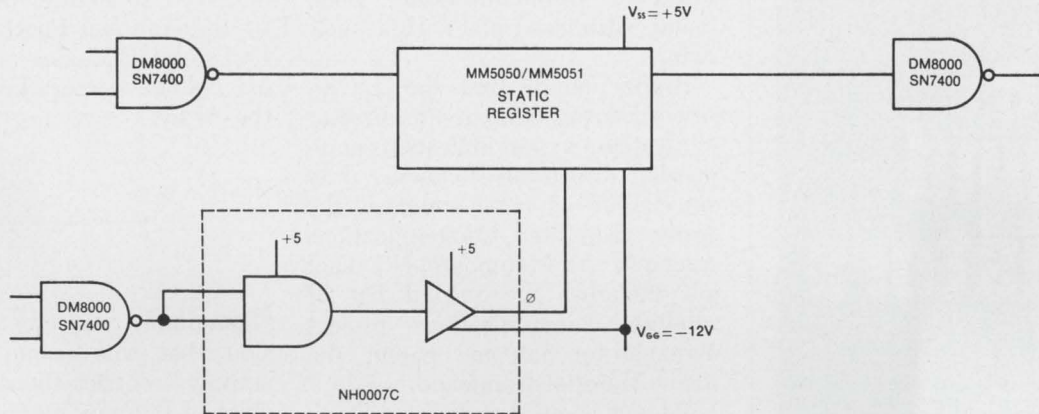 V_SS = +5V
DM8000
SN7400
MM5050/MM5051
STATIC
REGISTER
DM8000
SN7400
+5
+5
DM8000
SN7400
Ø
V_GG = −12V
NH0007C